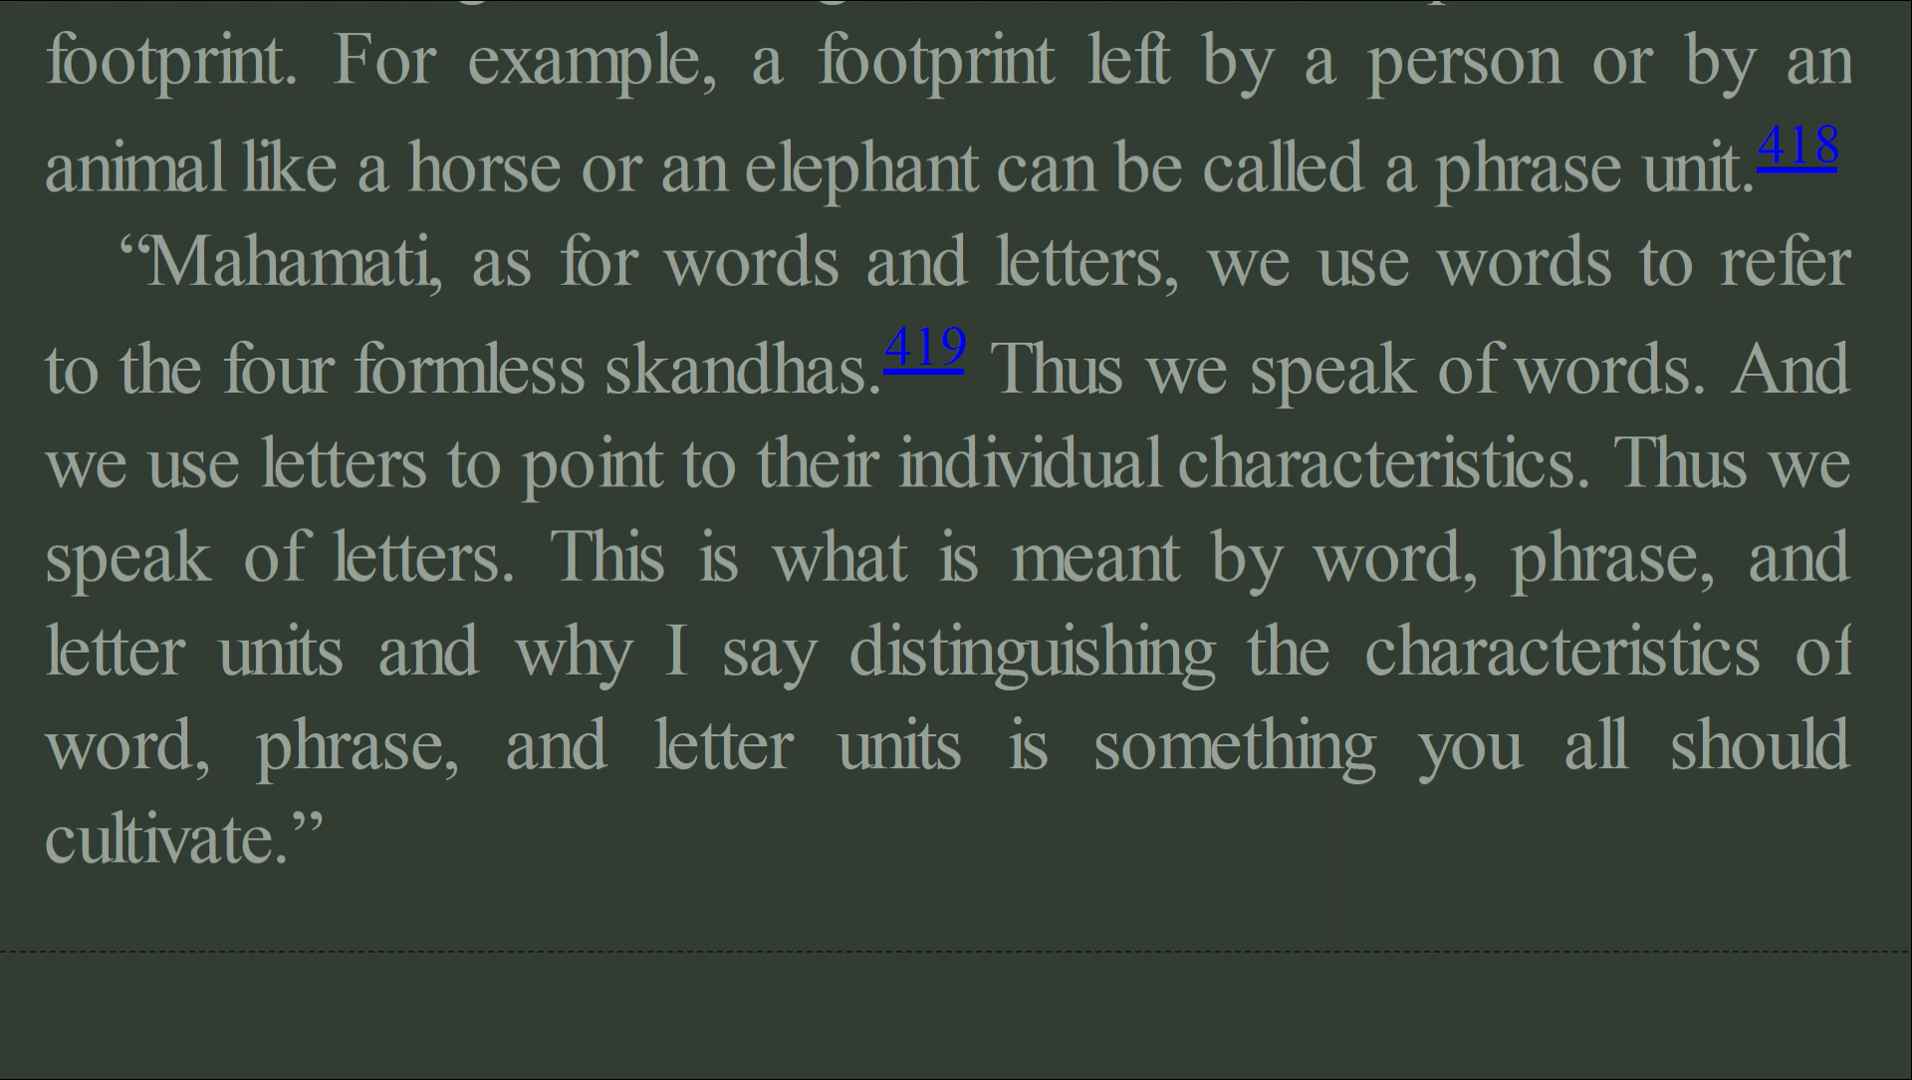 footprint. For example, a footprint left by a person or by an
animal like a horse or an elephant can be called a phrase unit.418
“Mahamati, as for words and letters, we use words to refer
to the four formless skandhas.419 Thus we speak of words. And
we use letters to point to their individual characteristics. Thus we
speak of letters. This is what is meant by word, phrase, and
letter units and why I say distinguishing the characteristics of
word, phrase, and letter units is something you all should
cultivate.”